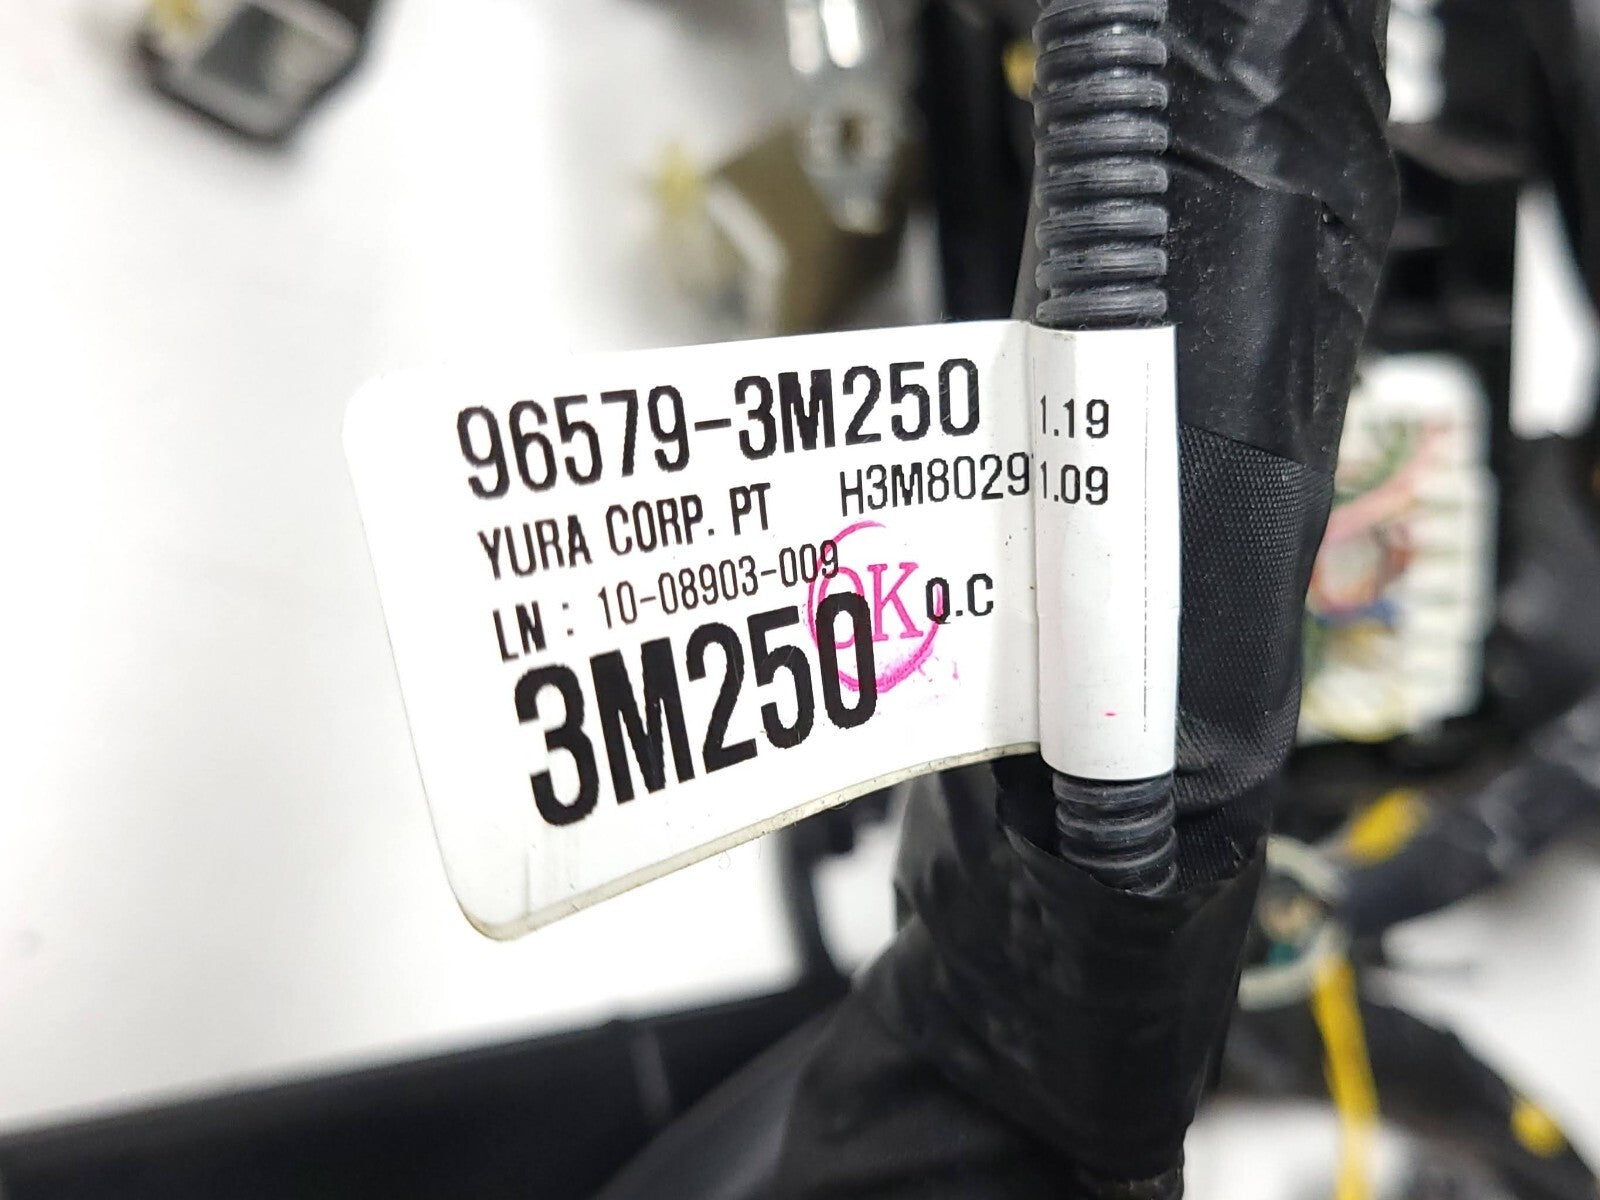 96579-3M250 1.19
YURA CORP. PT H3M8029 1.09
LN : 10-08903-009
OK Q.C
3M250